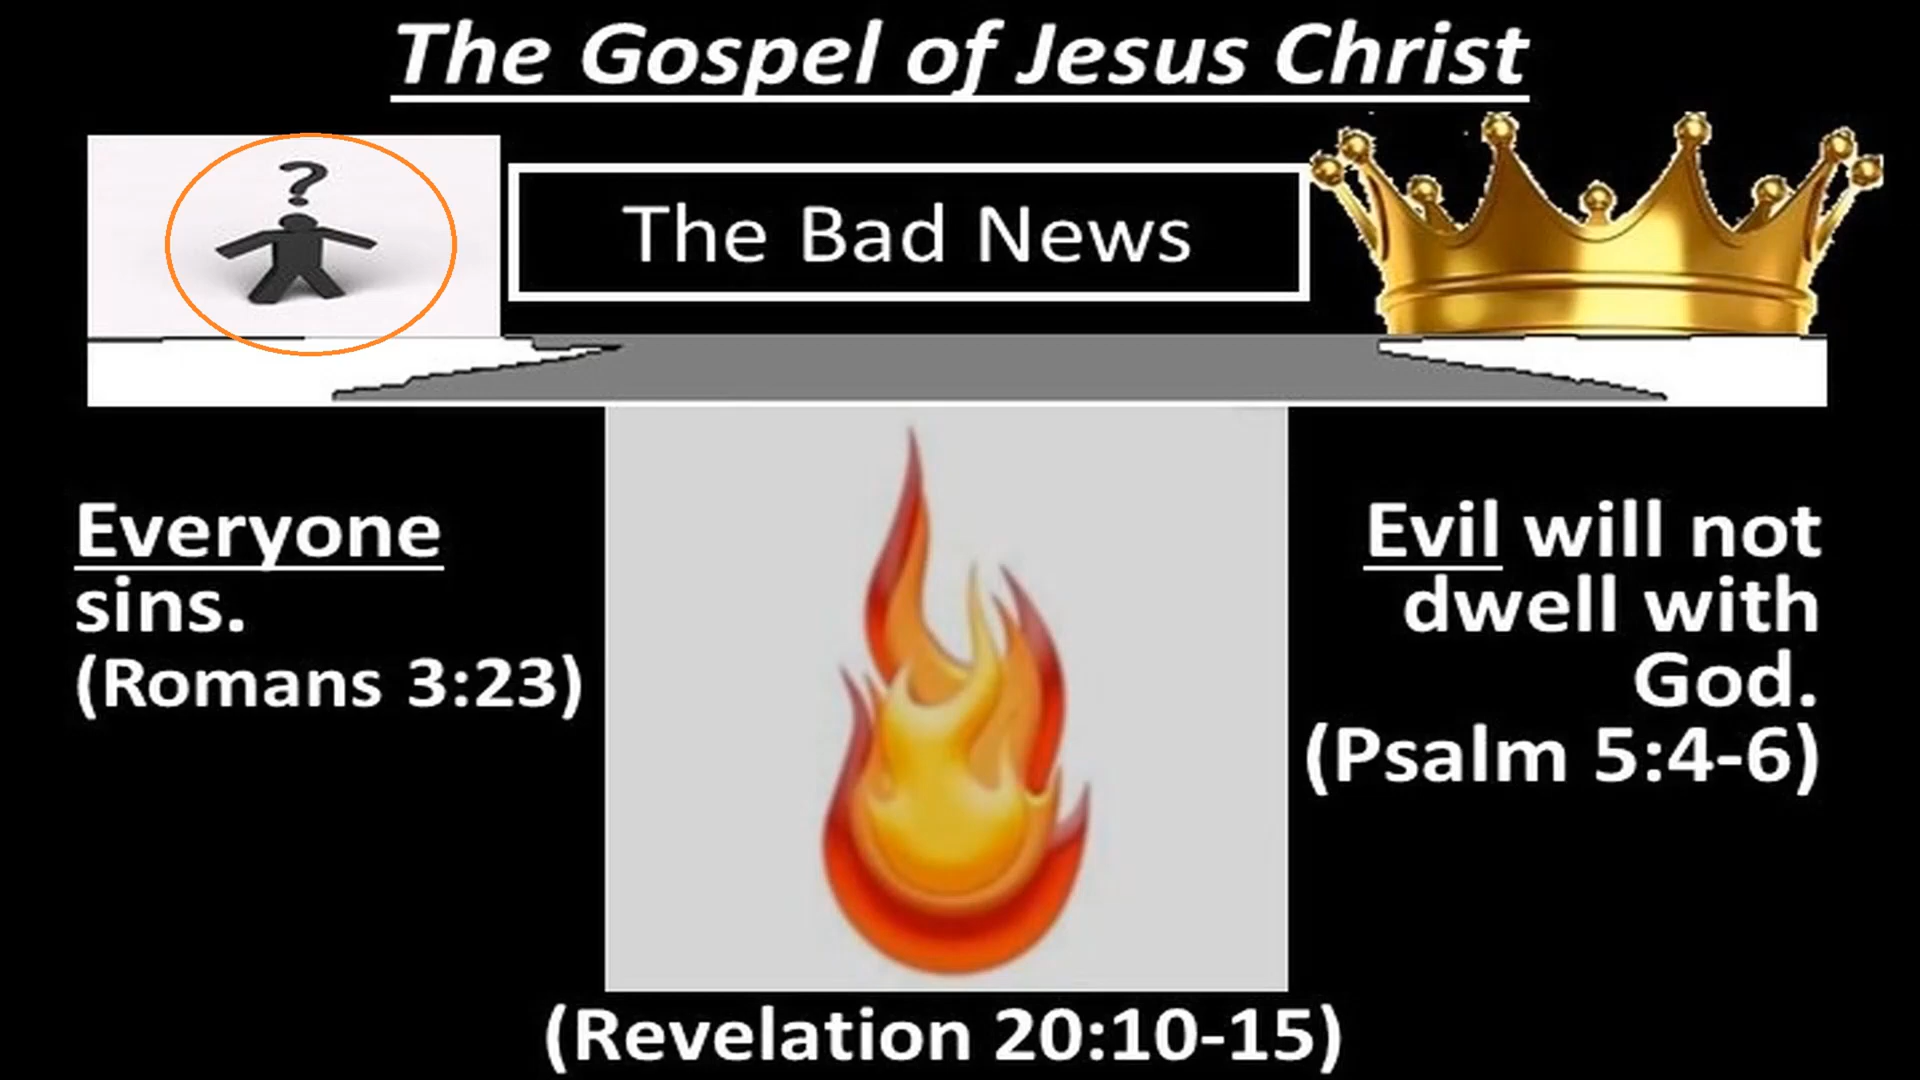 The Gospel of Jesus Christ
?
The Bad News
Everyone
sins.
(Romans 3:23)
Evil will not
dwell with
God.
(Psalm 5:4-6)
(Revelation 20:10-15)